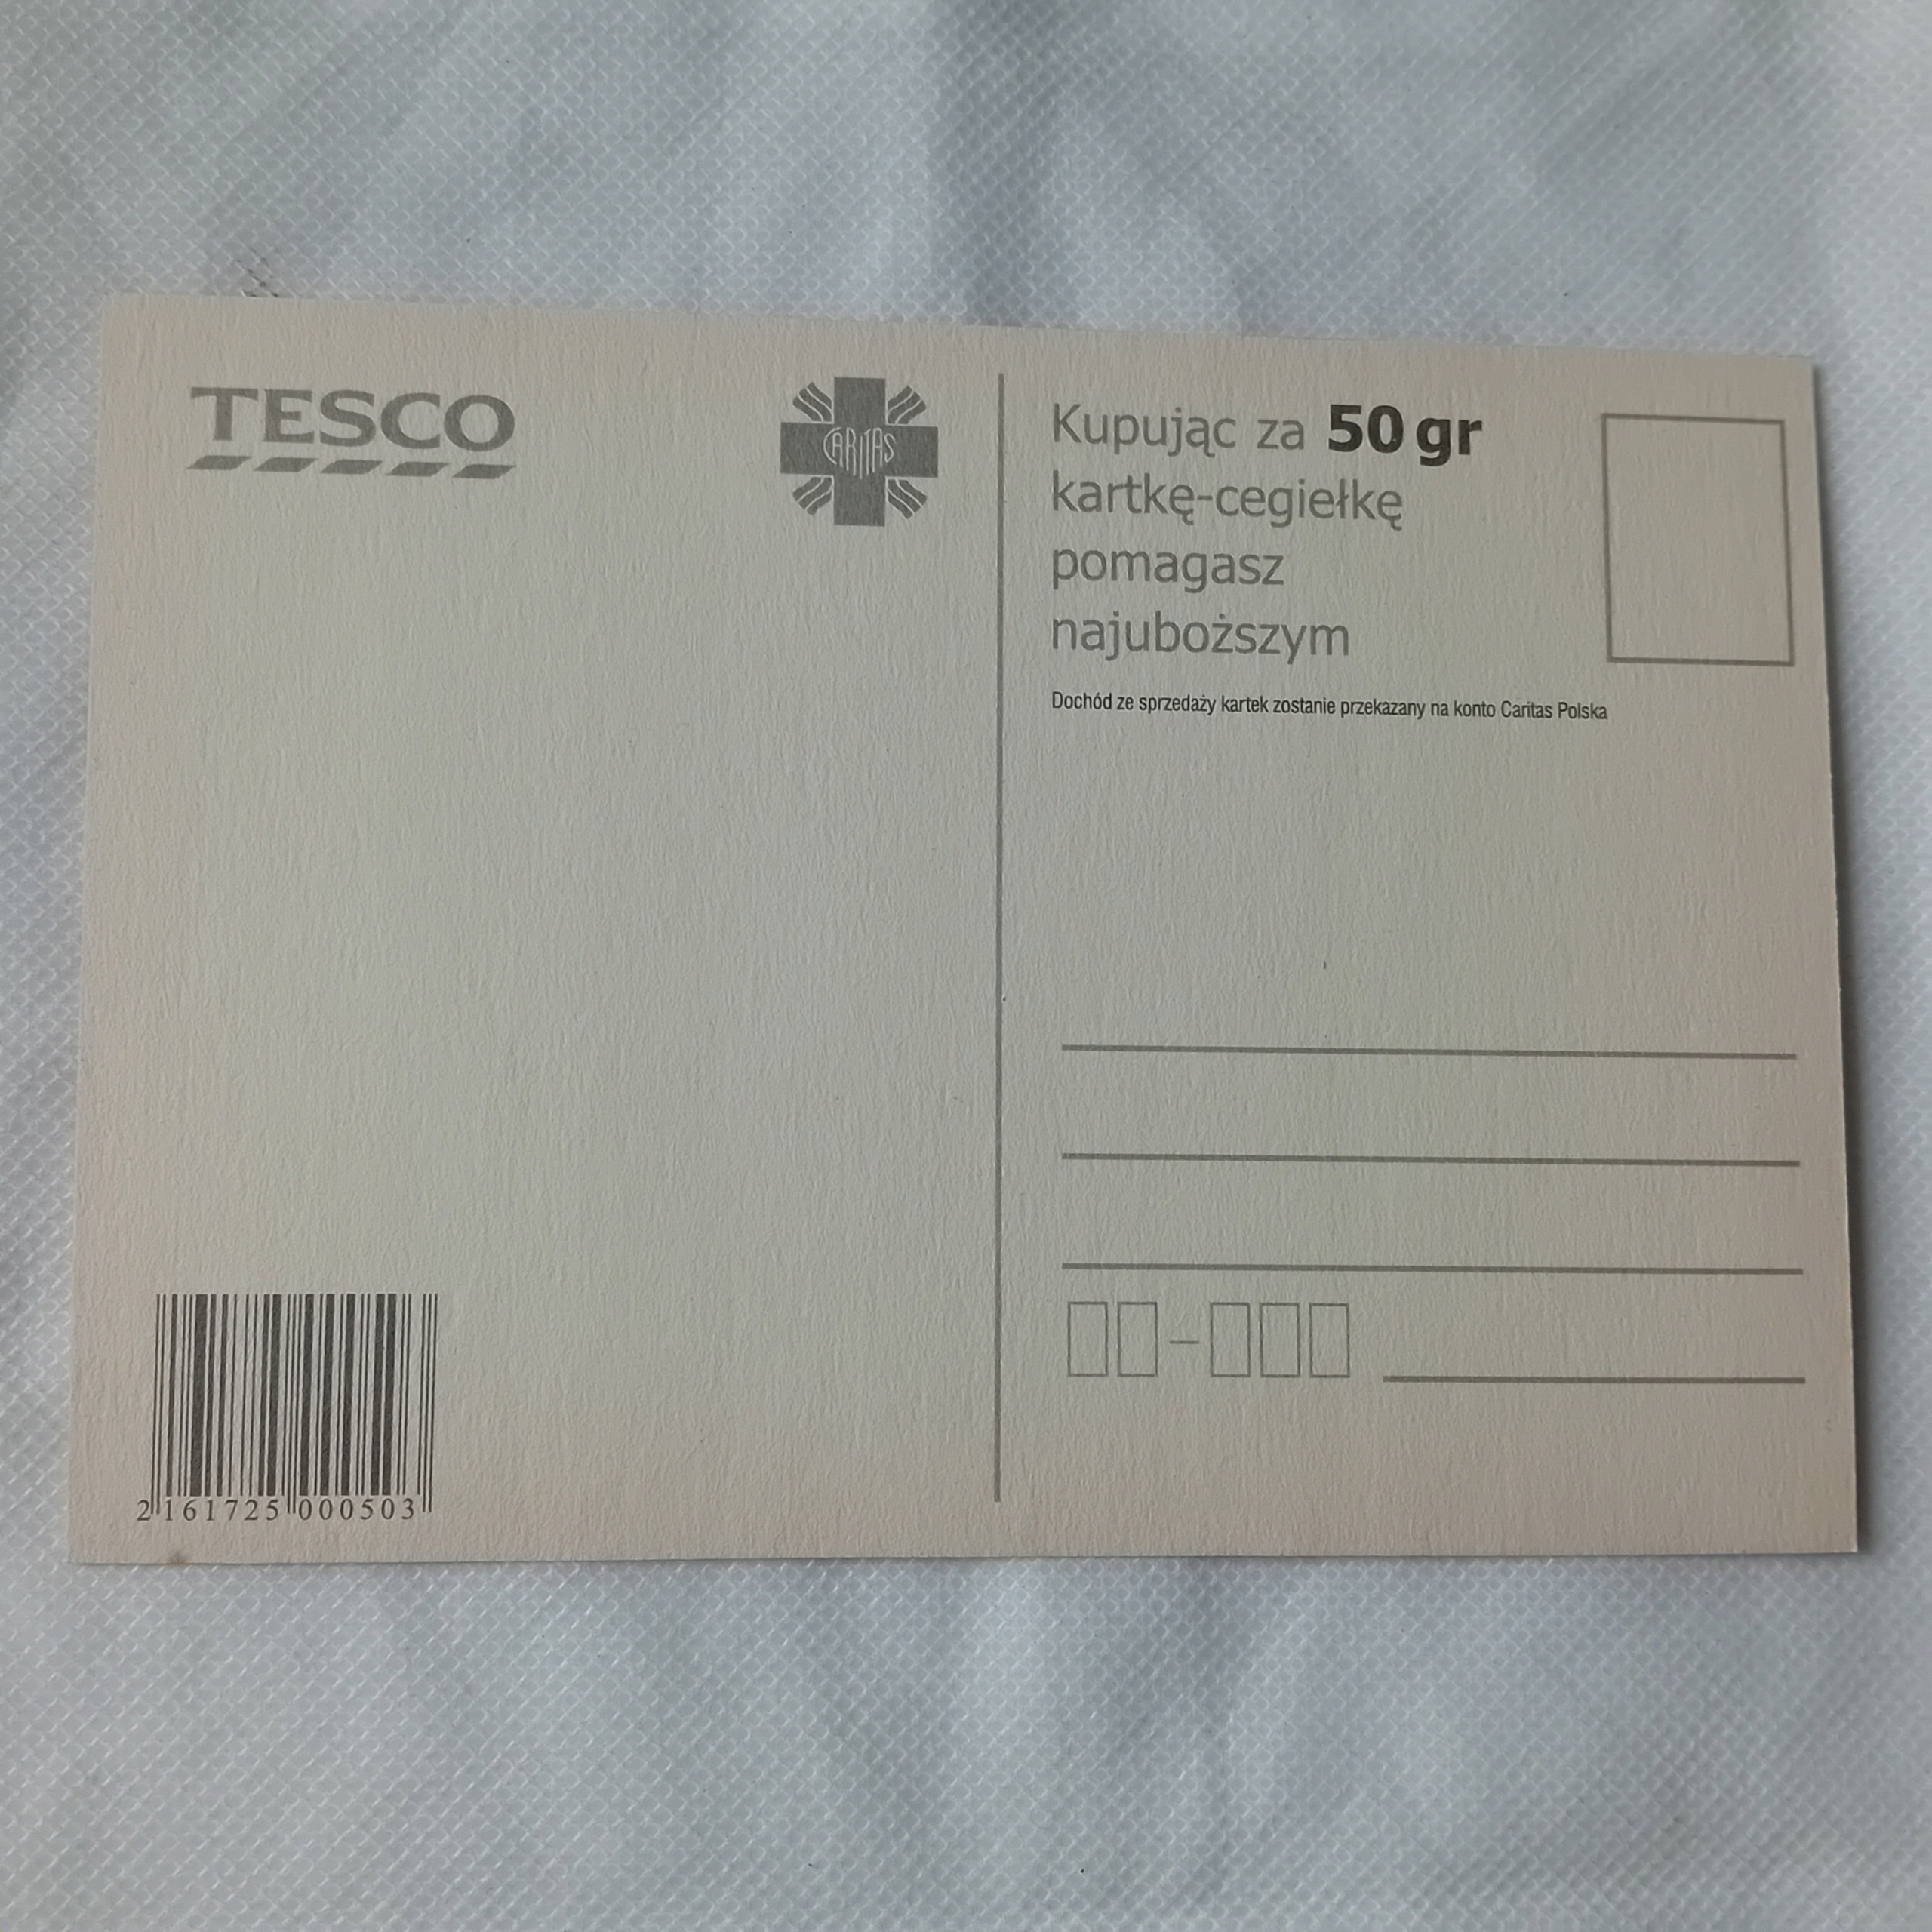 TESCO
CARITAS
Kupując za 50 gr
kartkę-cegiełkę
pomagasz
najuboższym
Dochód ze sprzedaży kartek zostanie przekazany na konto Caritas Polska
2 161725 000503